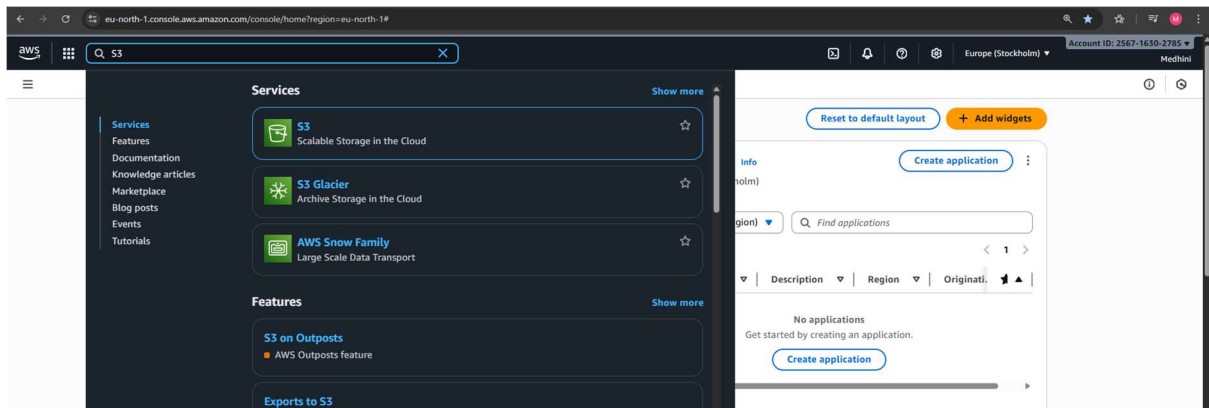 eu-north-1.console.aws.amazon.com/console/home?region=eu-north-1#
M
aws
S3
Europe (Stockholm)
Account ID: 2567-1630-2785
Medhini
Services
Show more
Services
Features
Documentation
Knowledge articles
Marketplace
Blog posts
Events
Tutorials
S3
Scalable Storage in the Cloud
S3 Glacier
Archive Storage in the Cloud
AWS Snow Family
Large Scale Data Transport
Features
Show more
S3 on Outposts
AWS Outposts feature
Exports to S3
Reset to default layout
+ Add widgets
Info
Create application
holm)
gion)
Find applications
1
Description
Region
Originati.
No applications
Get started by creating an application.
Create application